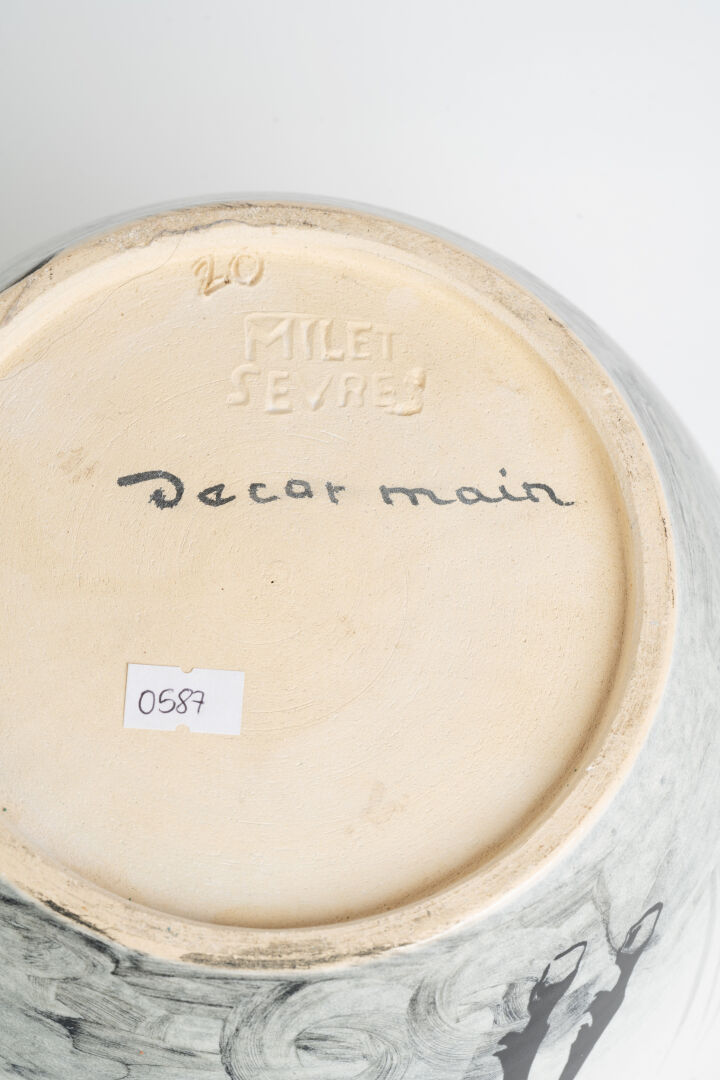 20
MILET
SEVRES
Decor main
0587